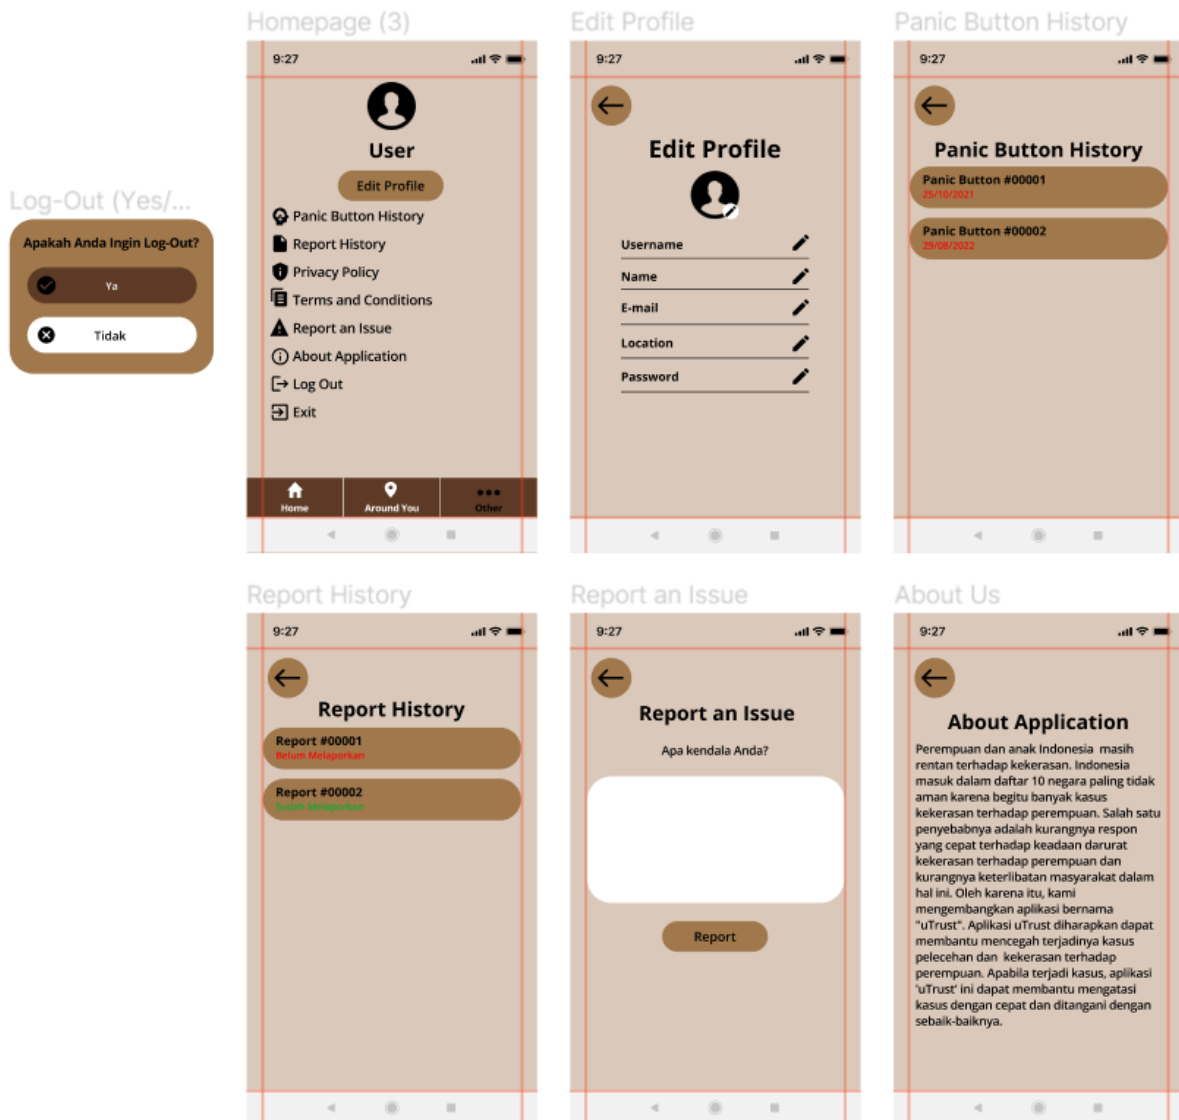 Homepage (3)
Edit Profile
Panic Button History
Log-Out (Yes/...
Apakah Anda Ingin Log-Out?
Ya
Tidak
9:27
User
Edit Profile
Panic Button History
Report History
Privacy Policy
Terms and Conditions
Report an Issue
About Application
Log Out
Exit
Home
Around You
Other
9:27
Edit Profile
Username
Name
E-mail
Location
Password
9:27
Panic Button History
Panic Button #00001
25/10/2021
Panic Button #00002
29/08/2022
Report History
Report an Issue
About Us
9:27
Report History
Report #00001
Belum Melaporkan
Report #00002
Sudah Melaporkan
9:27
Report an Issue
Apa kendala Anda?
Report
9:27
About Application
Perempuan dan anak Indonesia masih
rentan terhadap kekerasan. Indonesia
masuk dalam daftar 10 negara paling tidak
aman karena begitu banyak kasus
kekerasan terhadap perempuan. Salah satu
penyebabnya adalah kurangnya respon
yang cepat terhadap keadaan darurat
kekerasan terhadap perempuan dan
kurangnya keterlibatan masyarakat dalam
hal ini. Oleh karena itu, kami
mengembangkan aplikasi bernama
"uTrust". Aplikasi uTrust diharapkan dapat
membantu mencegah terjadinya kasus
pelecehan dan kekerasan terhadap
perempuan. Apabila terjadi kasus, aplikasi
'uTrust' ini dapat membantu mengatasi
kasus dengan cepat dan ditangani dengan
sebaik-baiknya.